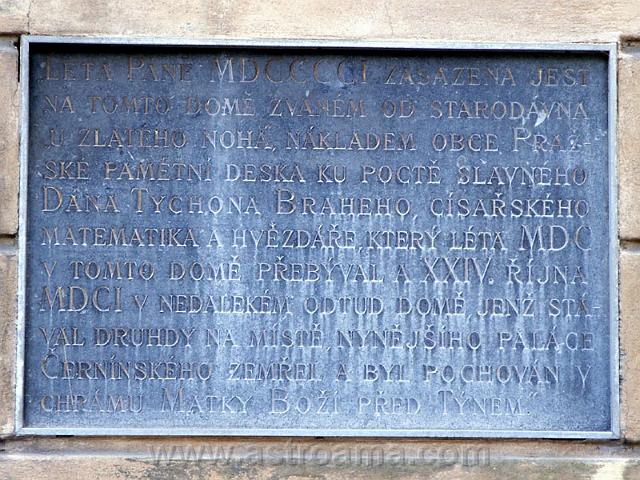 LÉTA PÁNĚ MDCCCCCI ZASAZENA JEST
NA TOMTO DOMĚ ZVANÉM OD STARODÁVNA
„U ZLATÉHO NOHA„ NÁKLADEM OBCE PRAŽ-
SKÉ PAMĚTNÍ DESKA KU POCTĚ SLAVNÉHO
DÁNA TYCHONA BRAHEHO, CÍSAŘSKÉHO
MATEMATIKA A HVĚZDÁŘE, KTERÝ LÉTA MDC
V TOMTO DOMĚ PŘEBÝVAL A XXIV. ŘÍJNA
MDCI V NEDALEKÉM ODTUD DOMĚ, JENŽ STÁ-
VAL DRUHDY NA MÍSTĚ NYNĚJŠÍHO PALÁCE
ČERNÍNSKÉHO ZEMŘEL A BYL POCHOVÁN V
CHRÁMU MATKY BOŽÍ PŘED TÝNEM.
www.astroama.com